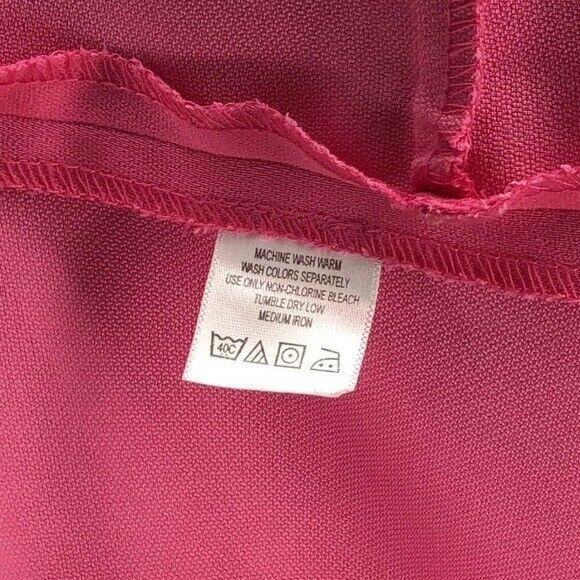 MACHINE WASH WARM
WASH COLORS SEPARATELY
USE ONLY NON-CHLORINE BLEACH
TUMBLE DRY LOW
MEDIUM IRON
40C